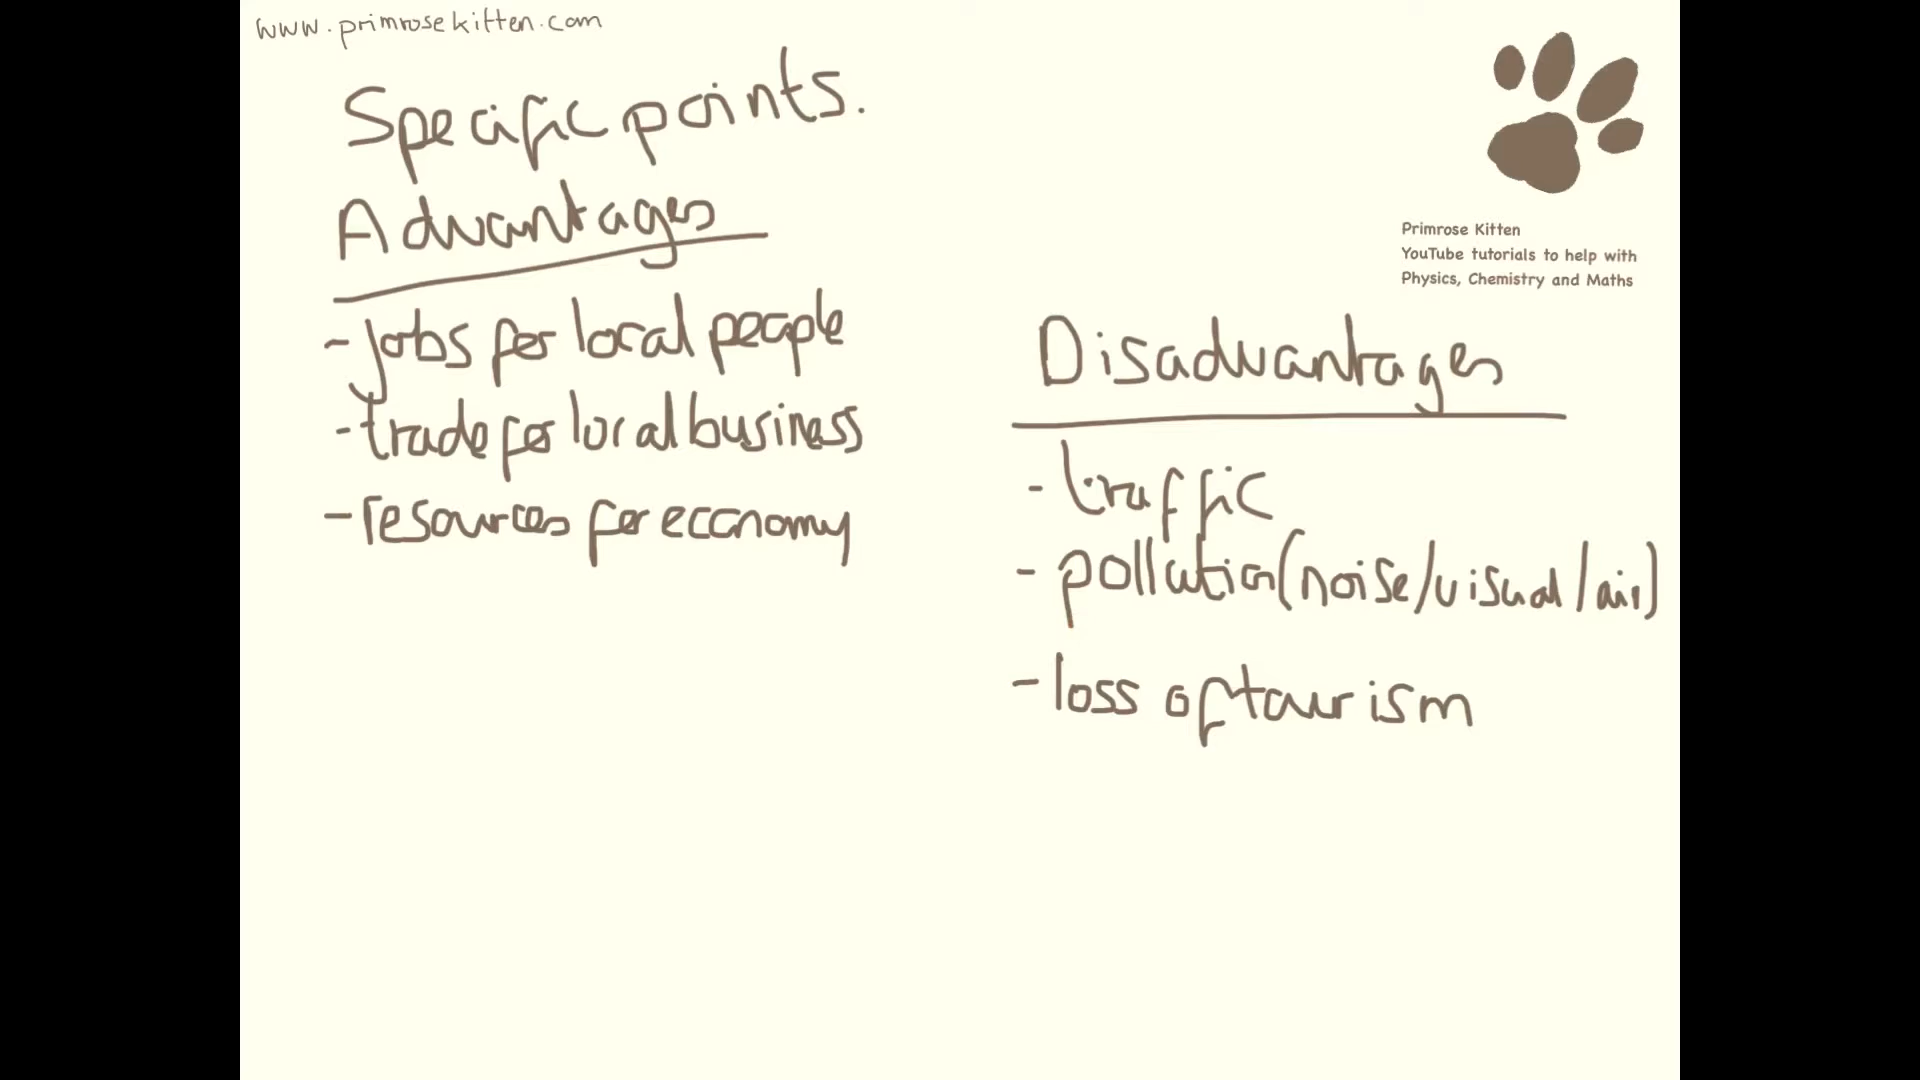 www.primrosekitten.com
Specific points.
Advantages
- jobs for local people
- trade for local business
- resources for economy
Primrose Kitten
YouTube tutorials to help with
Physics, Chemistry and Maths
Disadvantages
- traffic
- pollution (noise/visual/air)
- loss of tourism